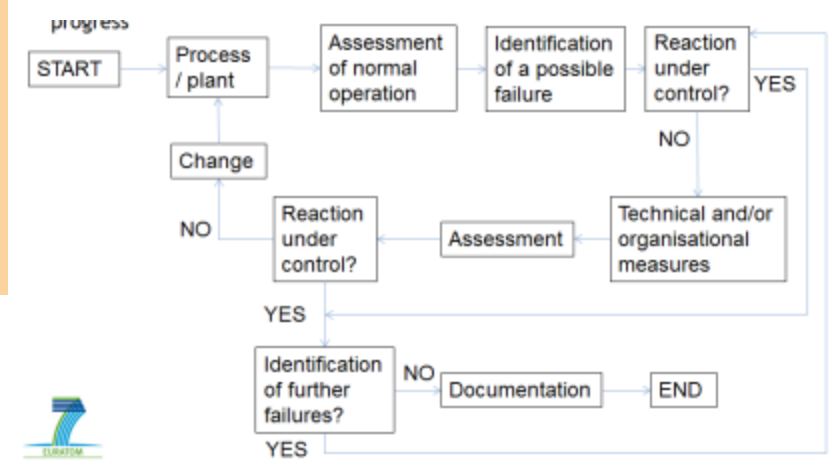 progress
START
Process
/ plant
Assessment
of normal
operation
Identification
of a possible
failure
Reaction
under
control?
YES
NO
Change
NO
Reaction
under
control?
Assessment
Technical and/or
organisational
measures
YES
Identification
of further
failures?
NO
Documentation
END
YES
7
EURATOM